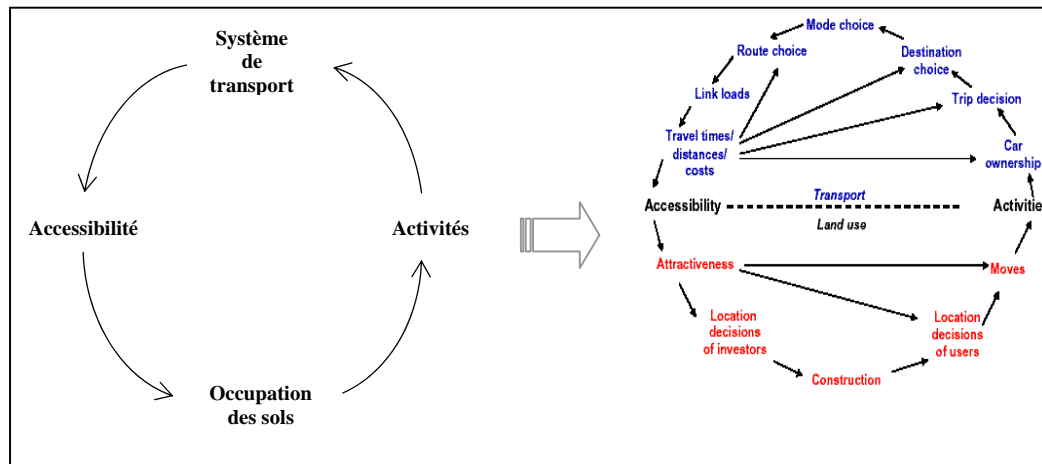 Système
de
transport
Accessibilité
Activités
Occupation
des sols
Mode choice
Route choice
Destination
choice
Link loads
Trip decision
Travel times/
distances/
costs
Car
ownership
Accessibility
Transport
Land use
Activitie
Attractiveness
Moves
Location
decisions
of investors
Location
decisions
of users
Construction